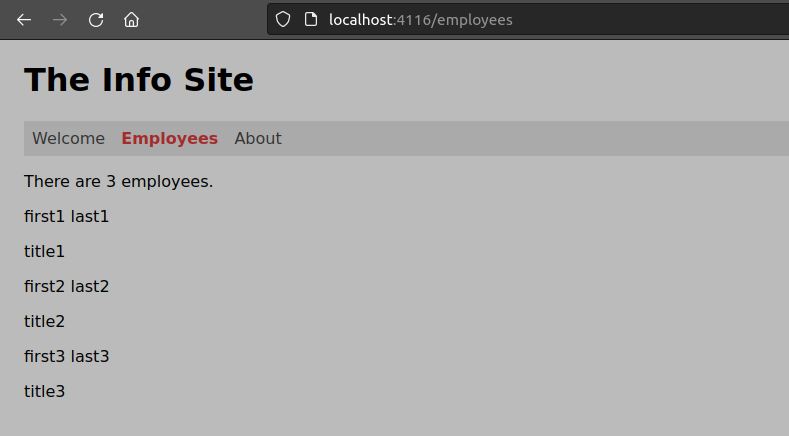 localhost:4116/employees
The Info Site
Welcome Employees About
There are 3 employees.
first1 last1
title1
first2 last2
title2
first3 last3
title3